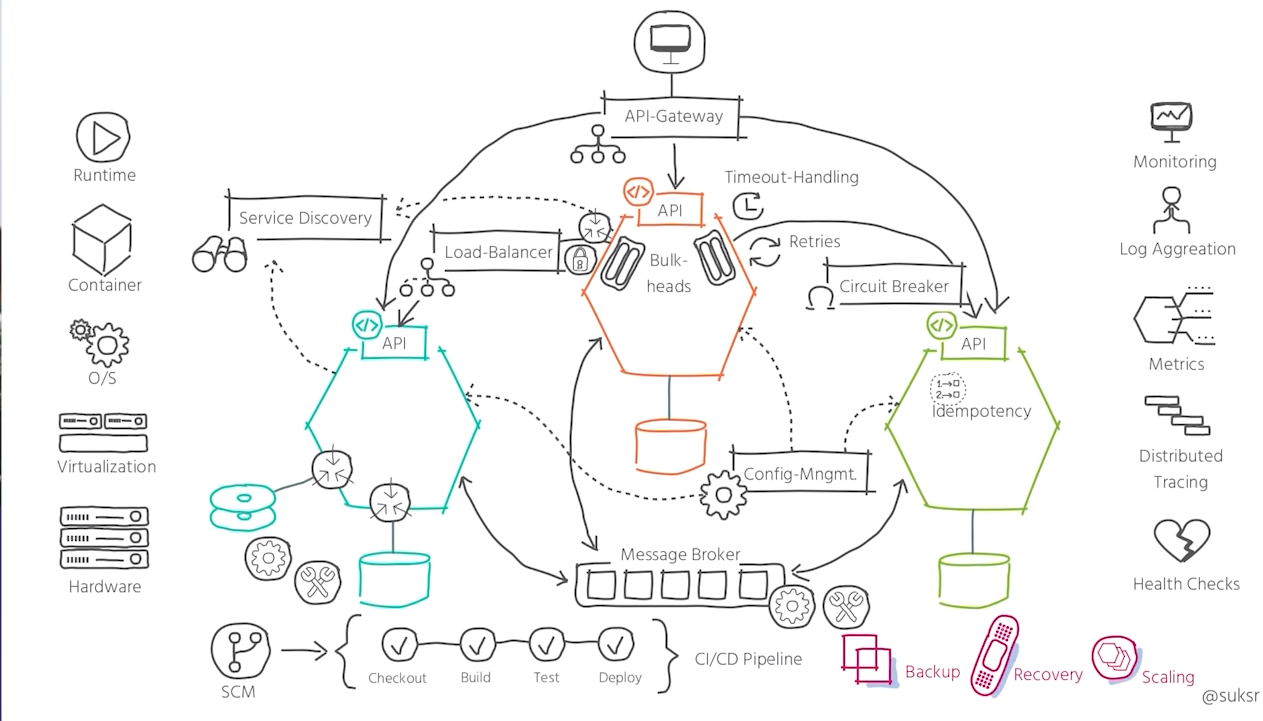 API-Gateway
Runtime
Monitoring
Timeout-Handling
</> API
Service Discovery
Load-Balancer
Bulk-
heads
Retries
Log Aggreation
Container
Circuit Breaker
</> API
</> API
O/S
Metrics
1→
2→
Idempotency
Virtualization
Config-Mngmt.
Distributed
Tracing
Message Broker
Hardware
Health Checks
SCM
Checkout
Build
Test
Deploy
CI/CD Pipeline
Backup
Recovery
Scaling
@suksr